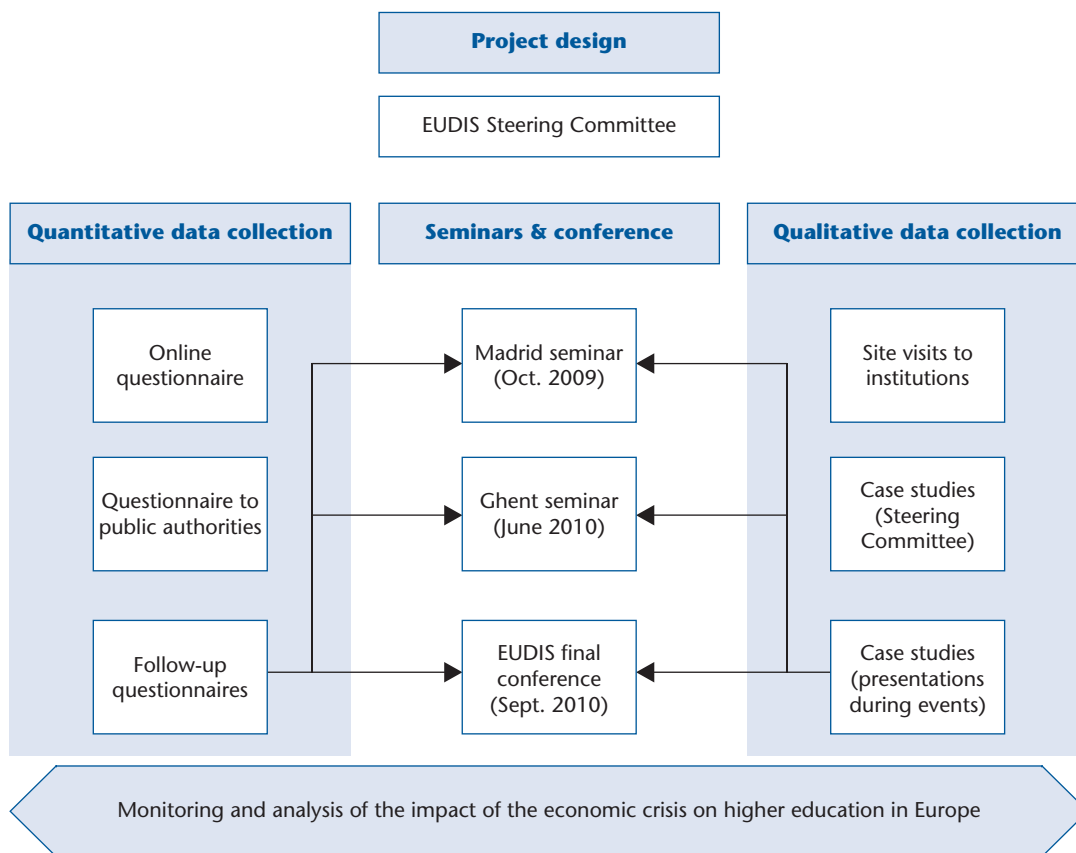 Project design
EUDIS Steering Committee
Quantitative data collection
Seminars & conference
Qualitative data collection
Online
questionnaire
Madrid seminar
(Oct. 2009)
Site visits to
institutions
Questionnaire to
public authorities
Ghent seminar
(June 2010)
Case studies
(Steering
Committee)
Follow-up
questionnaires
EUDIS final
conference
(Sept. 2010)
Case studies
(presentations
during events)
Monitoring and analysis of the impact of the economic crisis on higher education in Europe